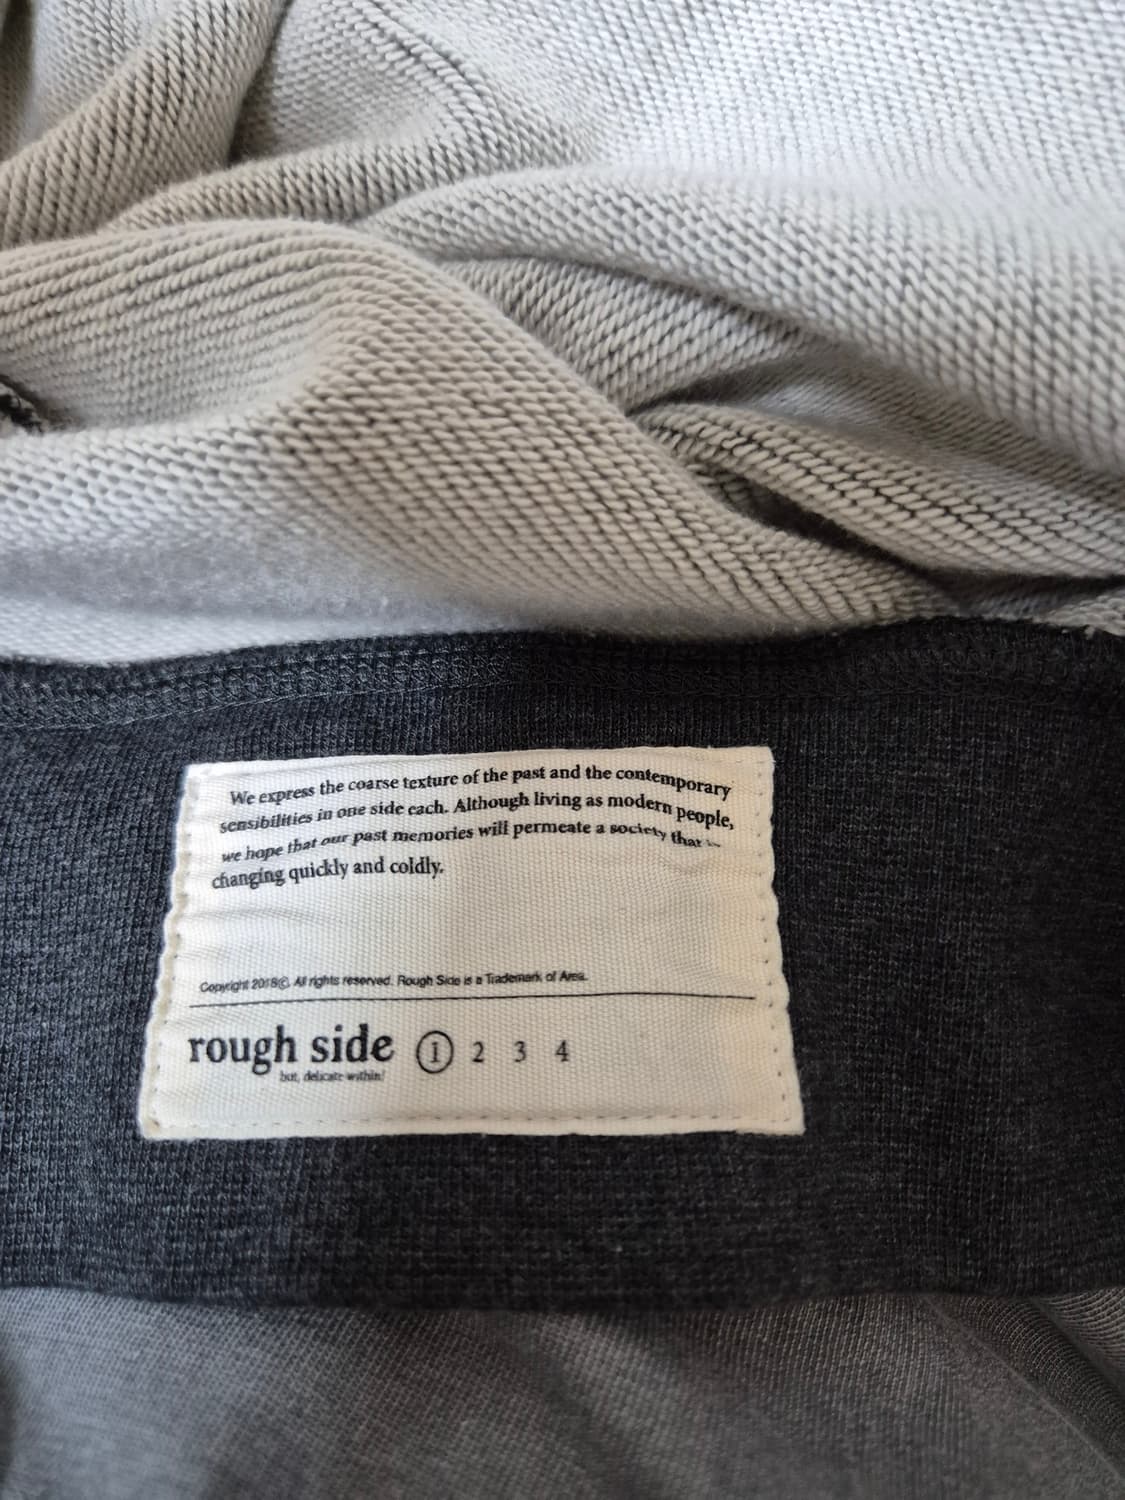 We express the coarse texture of the past and the contemporary
sensibilities in one side each. Although living as modern people,
we hope that our past memories will permeate a society that
changing quickly and coldly.
Copyright 2018©. All rights reserved. Rough Side is a Trademark of Area.
rough side 1 2 3 4
but, delicate within!